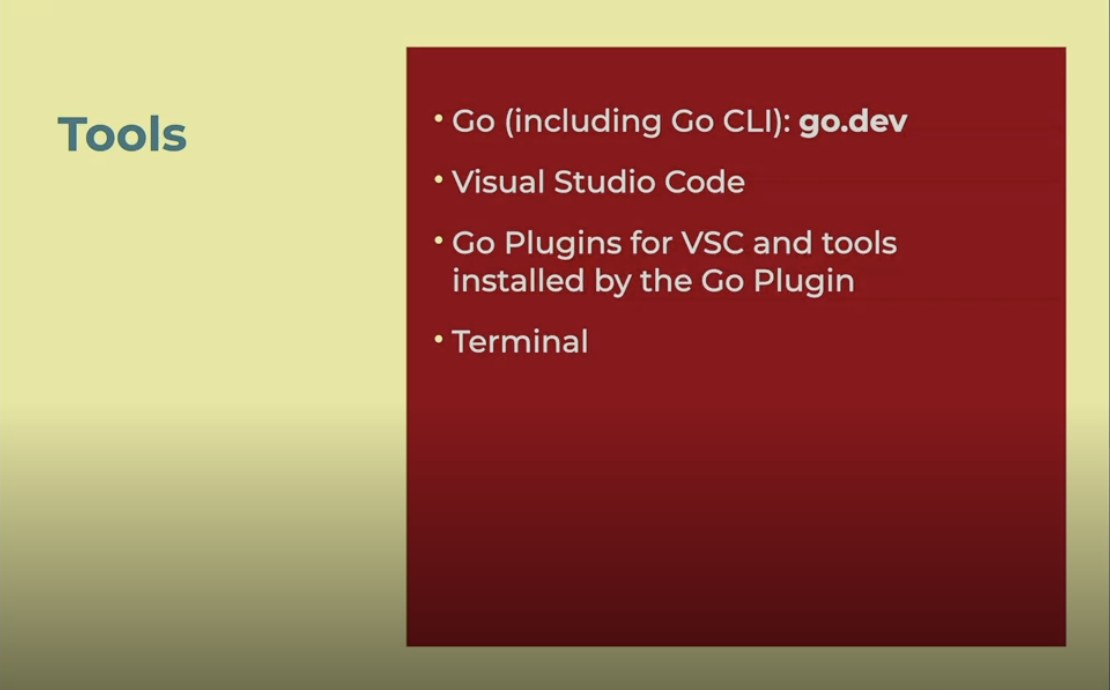 Tools
• Go (including Go CLI): go.dev
• Visual Studio Code
• Go Plugins for VSC and tools
installed by the Go Plugin
• Terminal